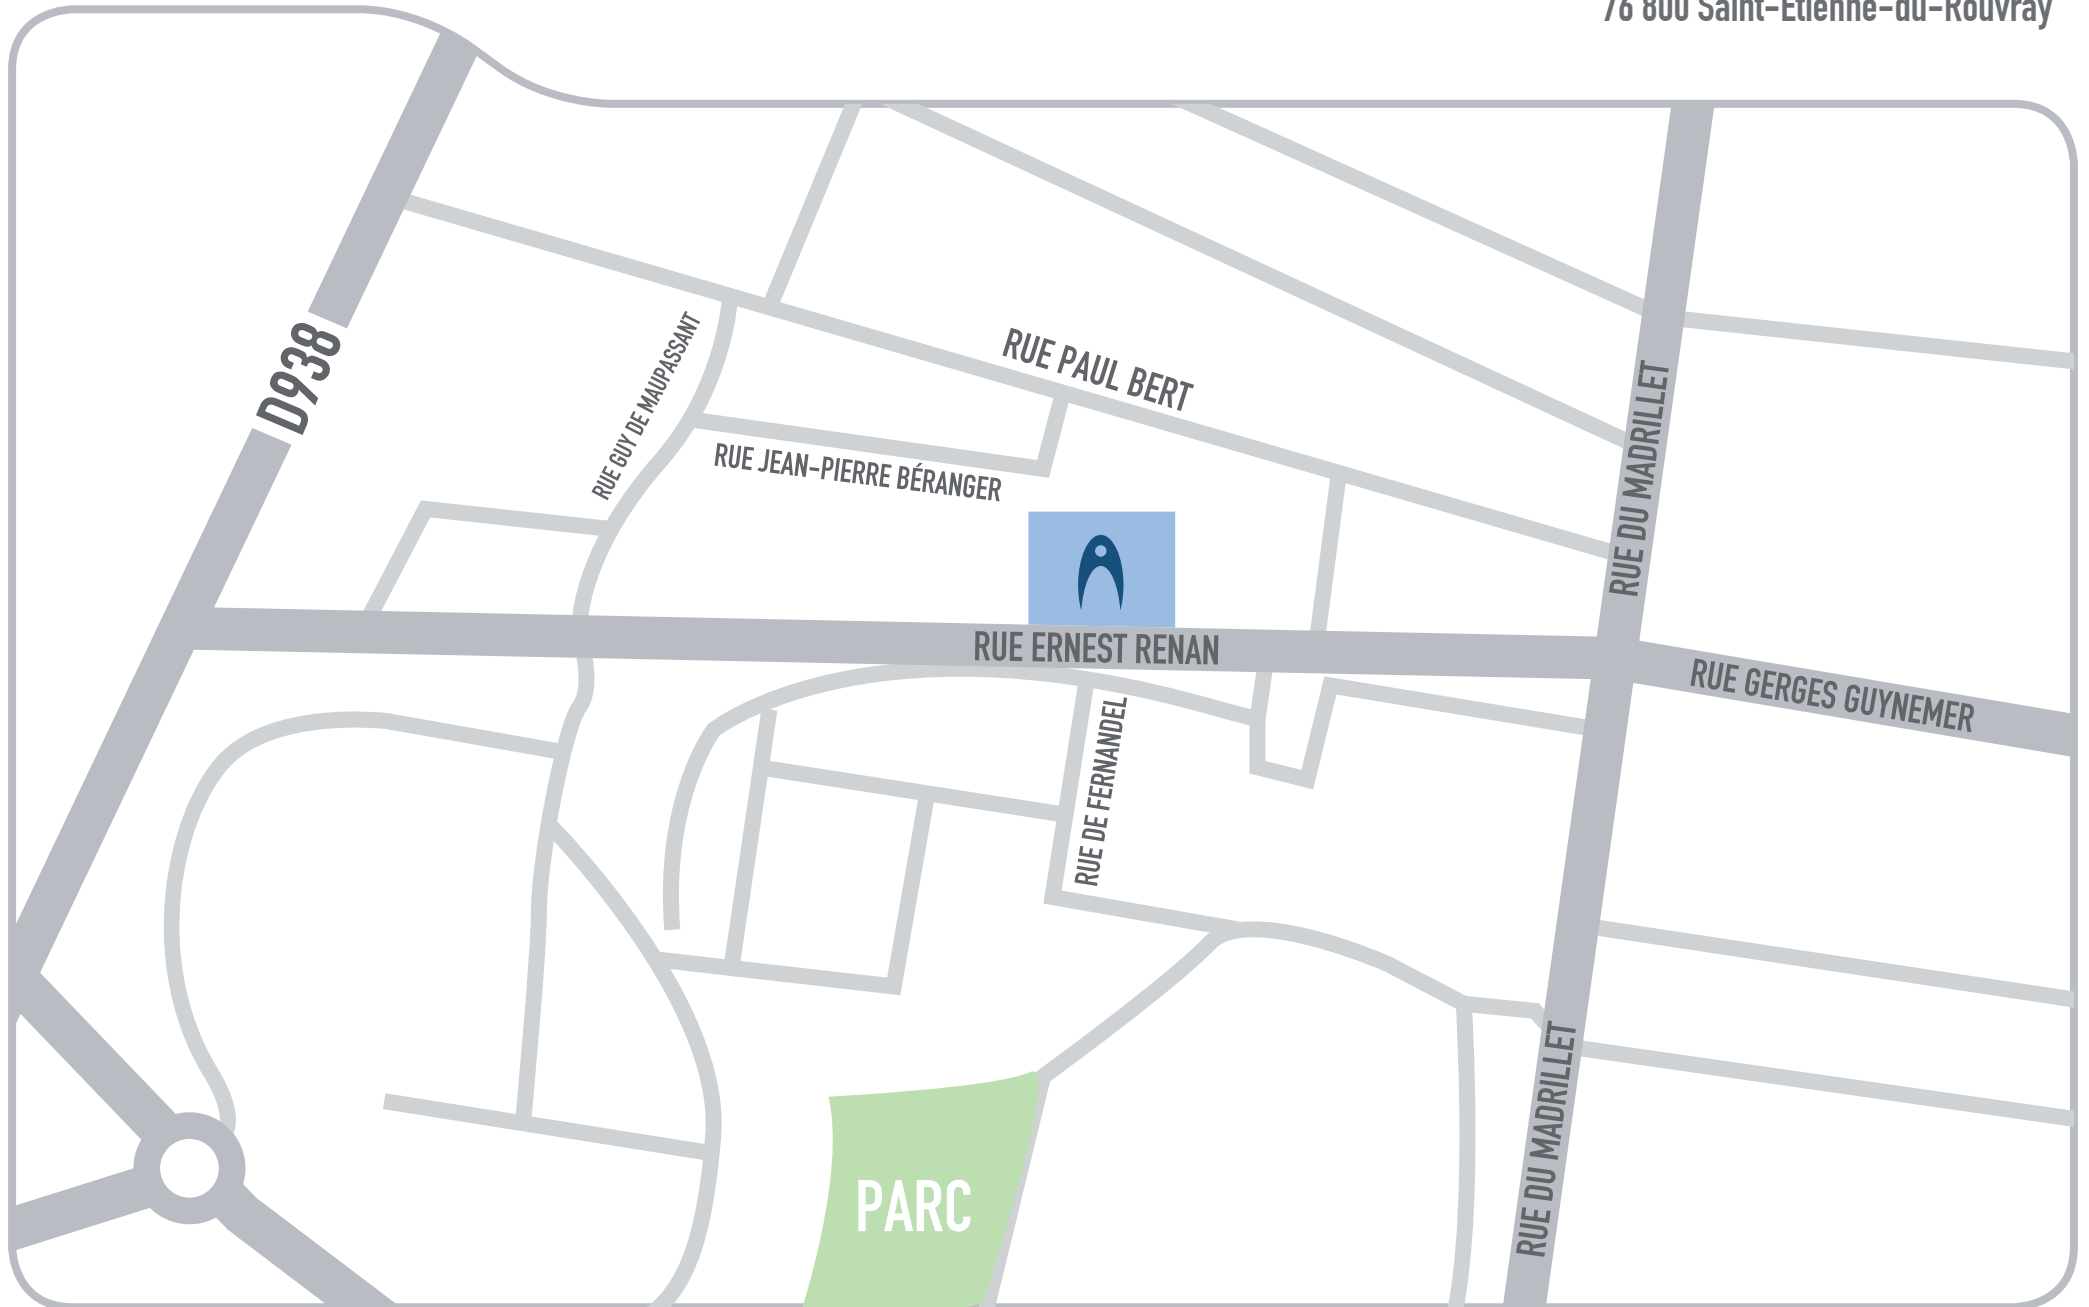 76 800 Saint-Etienne-du-Rouvray
D938
RUE GUY DE MAUPASSANT
RUE PAUL BERT
RUE JEAN-PIERRE BÉRANGER
RUE DU MADRILLET
RUE ERNEST RENAN
RUE GERGES GUYNEMER
RUE DE FERNANDEL
RUE DU MADRILLET
PARC